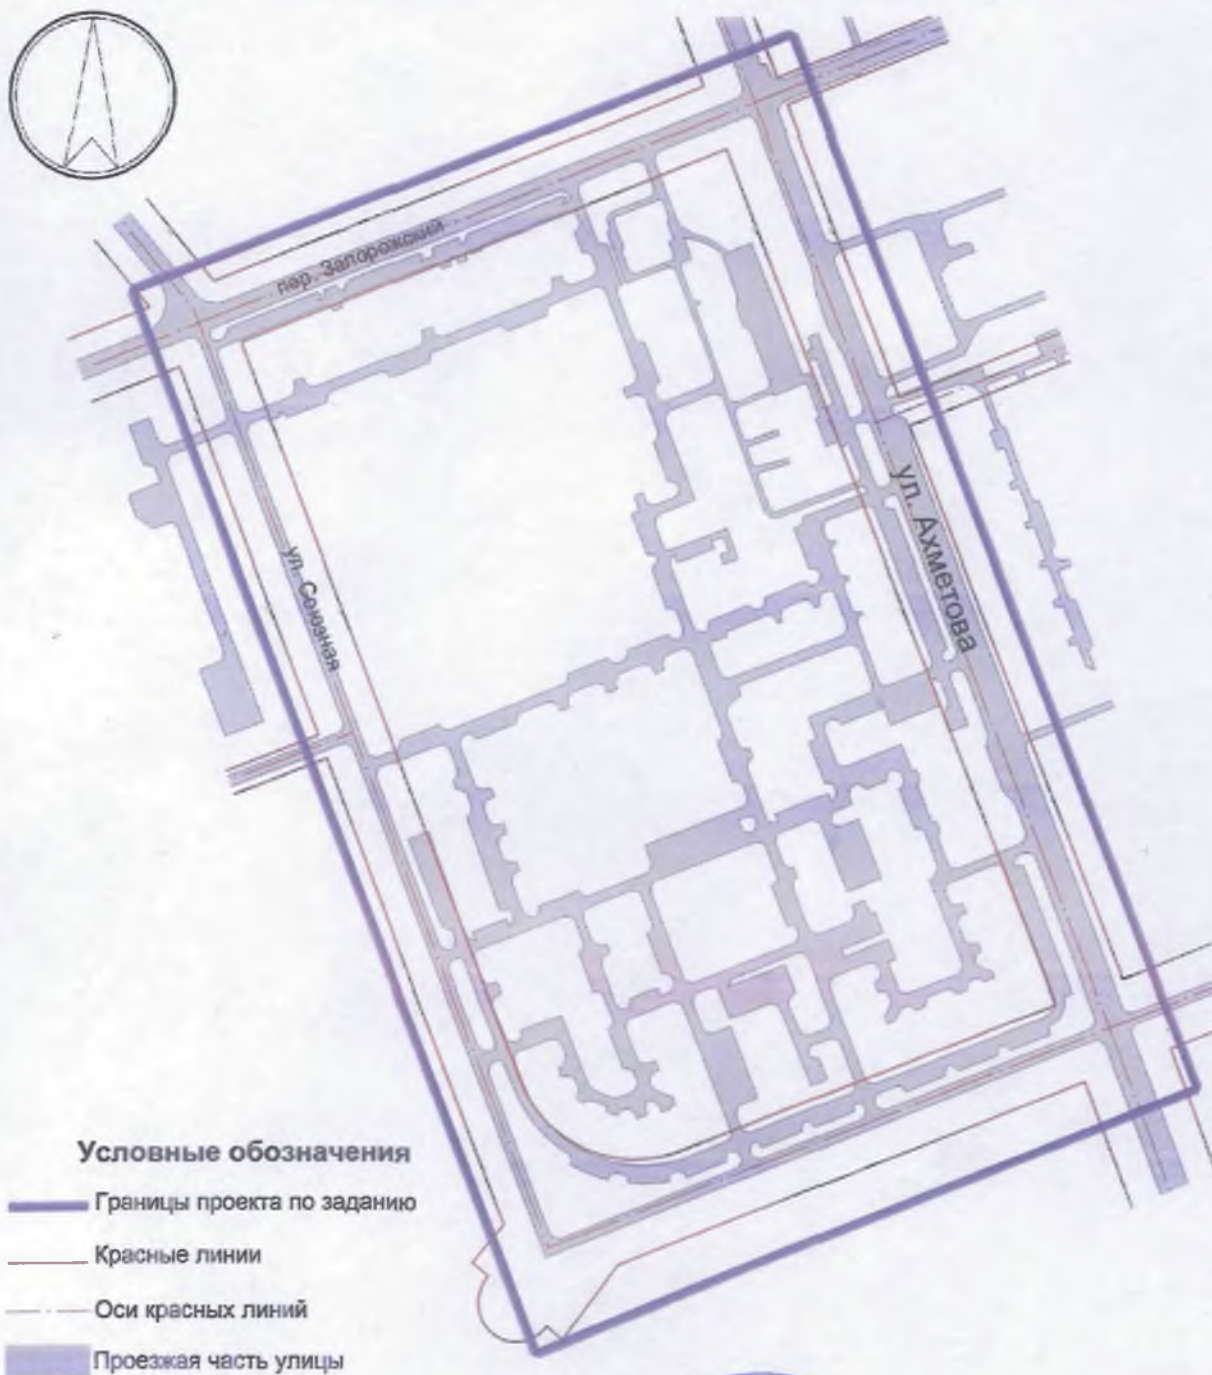 пер. Запорожский
ул. Ахметова
ул. Союзная
Условные обозначения
Границы проекта по заданию
Красные линии
Оси красных линий
Проезжая часть улицы